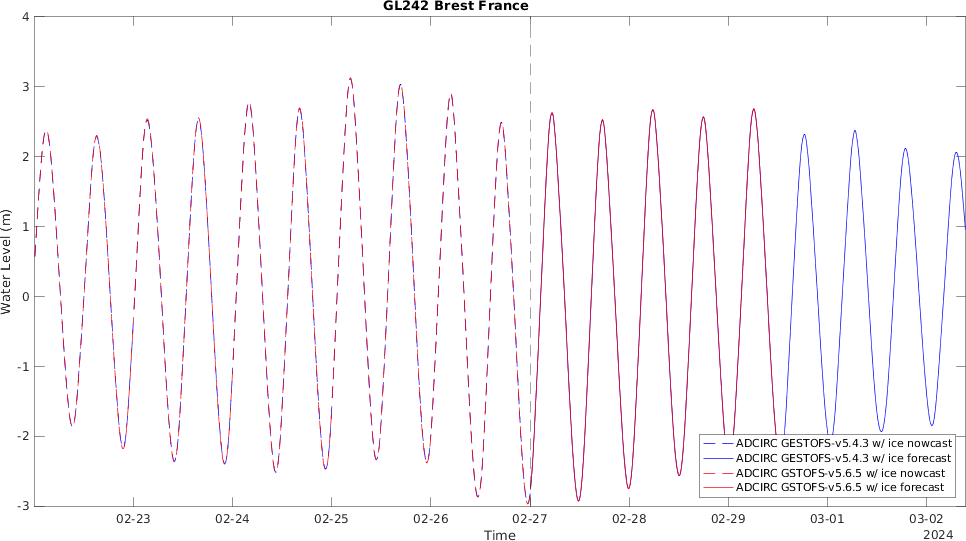 GL242 Brest France
4
3
2
1
0
-1
-2
-3
Water Level (m)
02-23
02-24
02-25
02-26
02-27
02-28
02-29
03-01
03-02
Time
2024
ADCIRC GESTOFS-v5.4.3 w/ ice nowcast
ADCIRC GESTOFS-v5.4.3 w/ ice forecast
ADCIRC GSTOFS-v5.6.5 w/ ice nowcast
ADCIRC GSTOFS-v5.6.5 w/ ice forecast